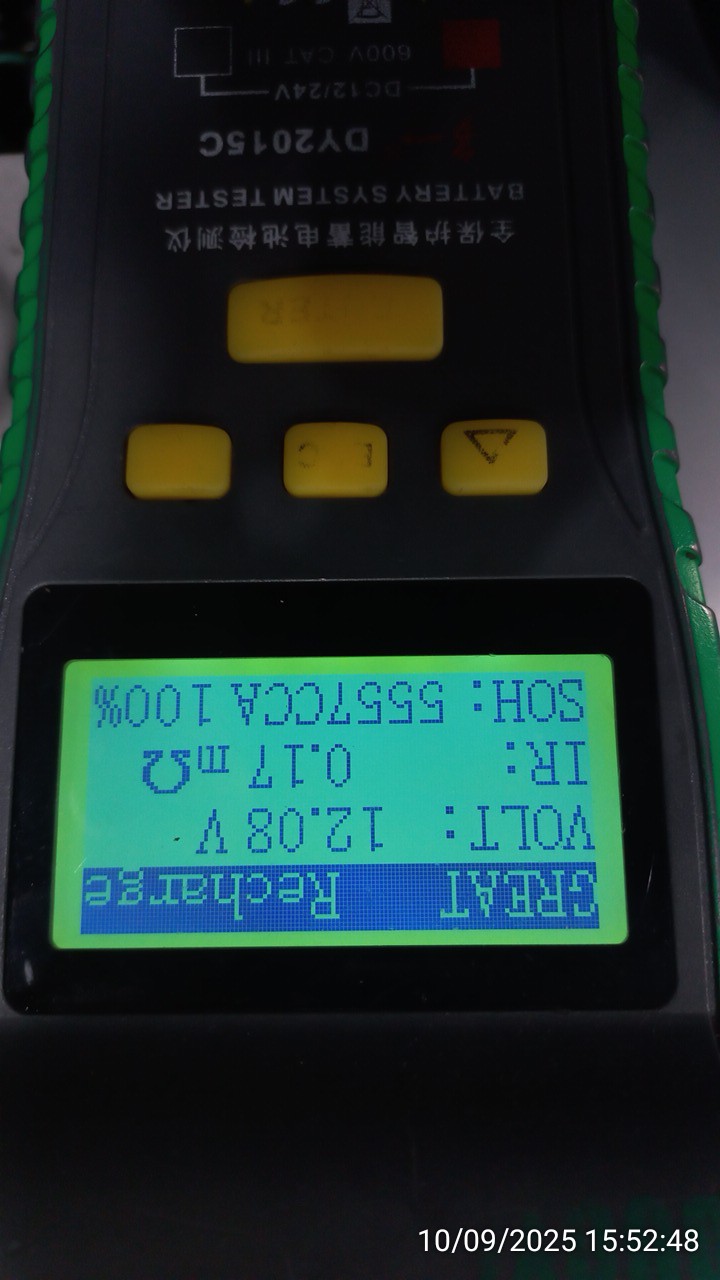 GREAT Recharge
VOLT: 12.08 V
IR: 0.17 mΩ
SOH: 5557CCA 100%
全保护智能蓄电池检测仪
BATTERY SYSTEM TESTER
DY2015C
DC12/24V
600V CAT III
10/09/2025 15:52:48